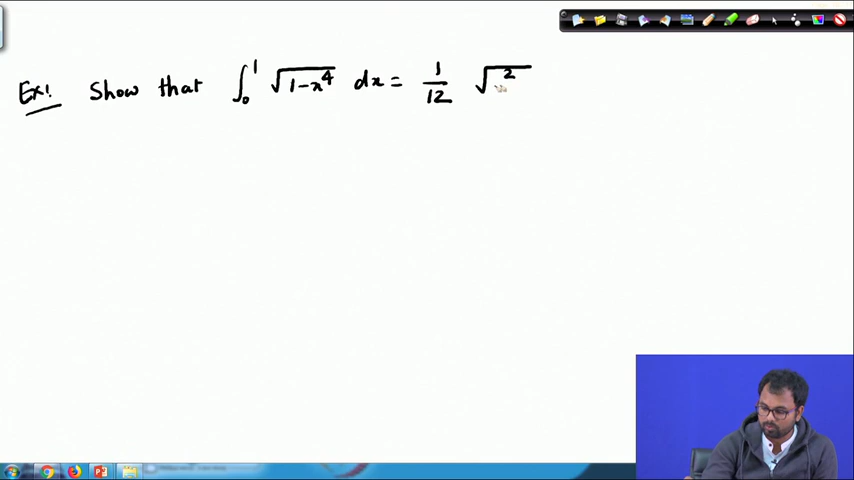 Ex! Show that ∫₀¹ √(1-x⁴) dx = 1/12 √2